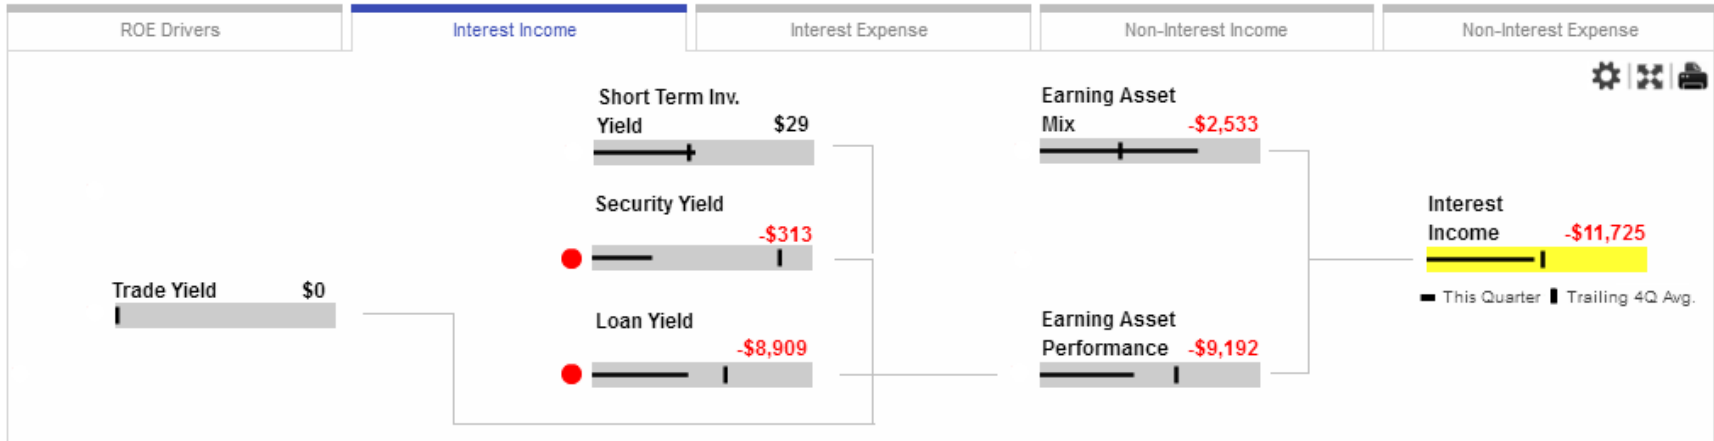 ROE Drivers
Interest Income
Interest Expense
Non-Interest Income
Non-Interest Expense
Short Term Inv.
Yield $29
Security Yield
-$313
Trade Yield $0
Loan Yield
-$8,909
Earning Asset
Mix -$2,533
Earning Asset
Performance -$9,192
Interest
Income -$11,725
This Quarter Trailing 4Q Avg.